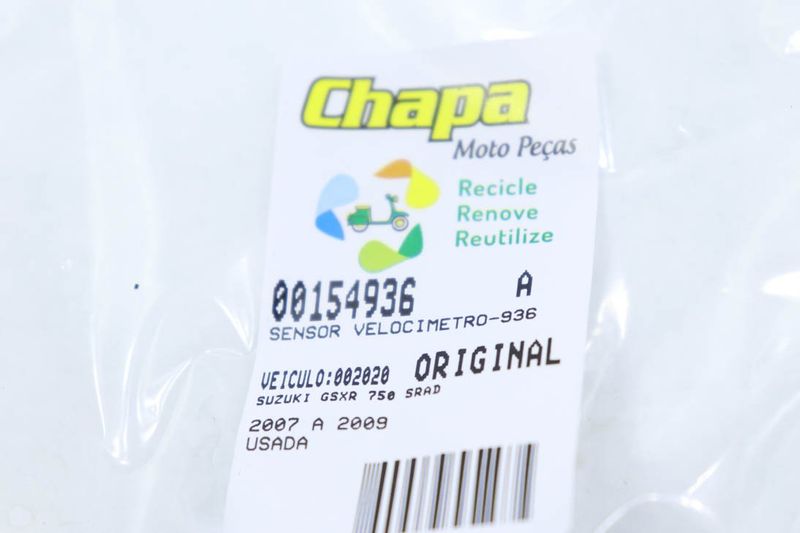 Chapa
Moto Peças
Recicle
Renove
Reutilize
00154936 A
SENSOR VELOCIMETRO-936
VEICULO:002020 ORIGINAL
SUZUKI GSXR 750 SRAD
2007 A 2009
USADA